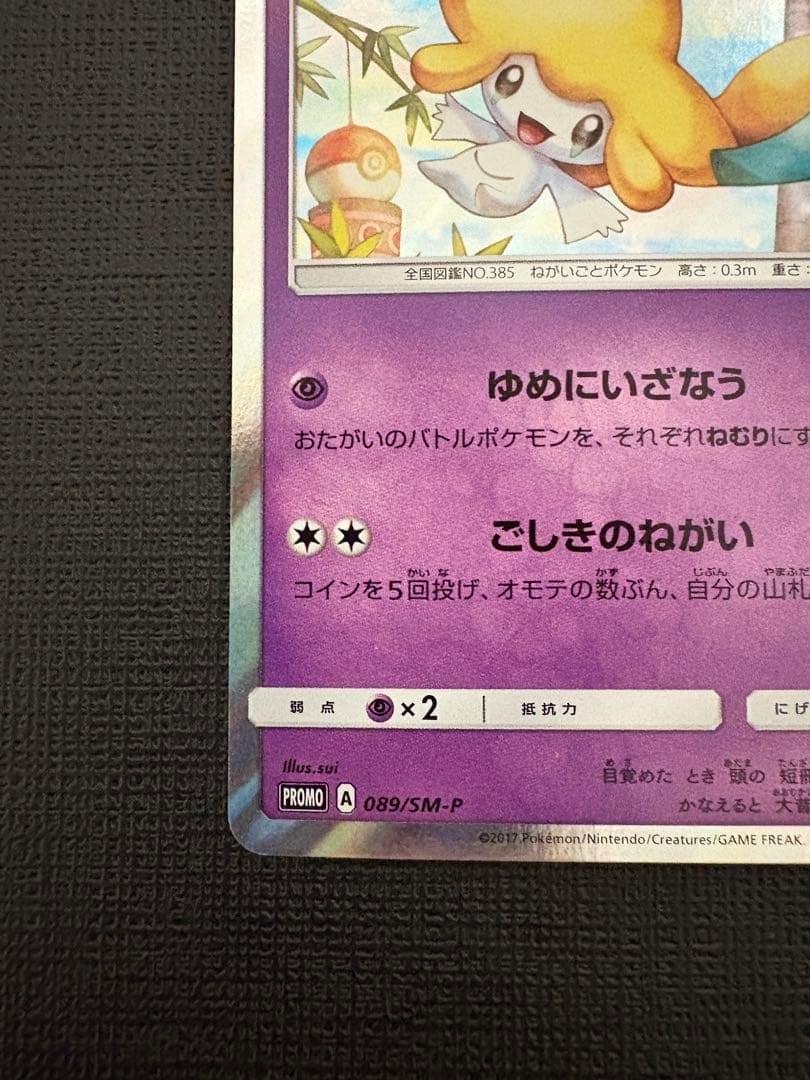 全国図鑑NO.385 ねがいごとポケモン 高さ：0.3m 重さ：
ゆめにいざなう
おたがいのバトルポケモンを、それぞれねむりにす
ごしきのねがい
コインを5回投げ、オモテの数ぶん、自分の山札
弱点 ×2 抵抗力 にげ
Illus.sui
目覚めた とき 頭の 短冊
PROMO A 089/SM-P
かなえると 大昔
©2017 Pokémon/Nintendo/Creatures/GAME FREAK.